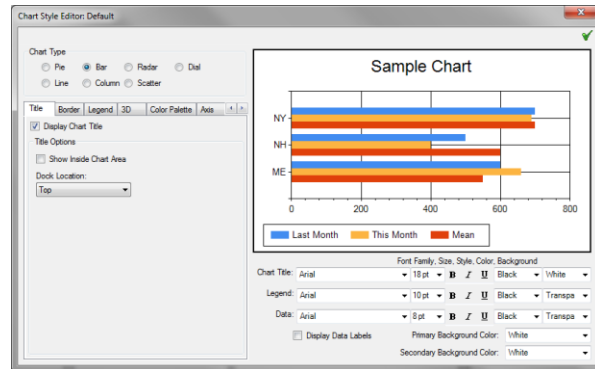 Chart Style Editor: Default
Chart Type
Pie Bar Radar Dial
Line Column Scatter
Title Border Legend 3D Color Palette Axis
Display Chart Title
Title Options
Show Inside Chart Area
Dock Location:
Top
Sample Chart
NY
NH
ME
0 200 400 600 800
Last Month This Month Mean
Font Family, Size, Style, Color, Background
Chart Title: Arial 18 pt B I U Black White
Legend: Arial 10 pt B I U Black Transpa
Data: Arial 8 pt B I U Black Transpa
Display Data Labels Primary Background Color: White
Secondary Background Color: White